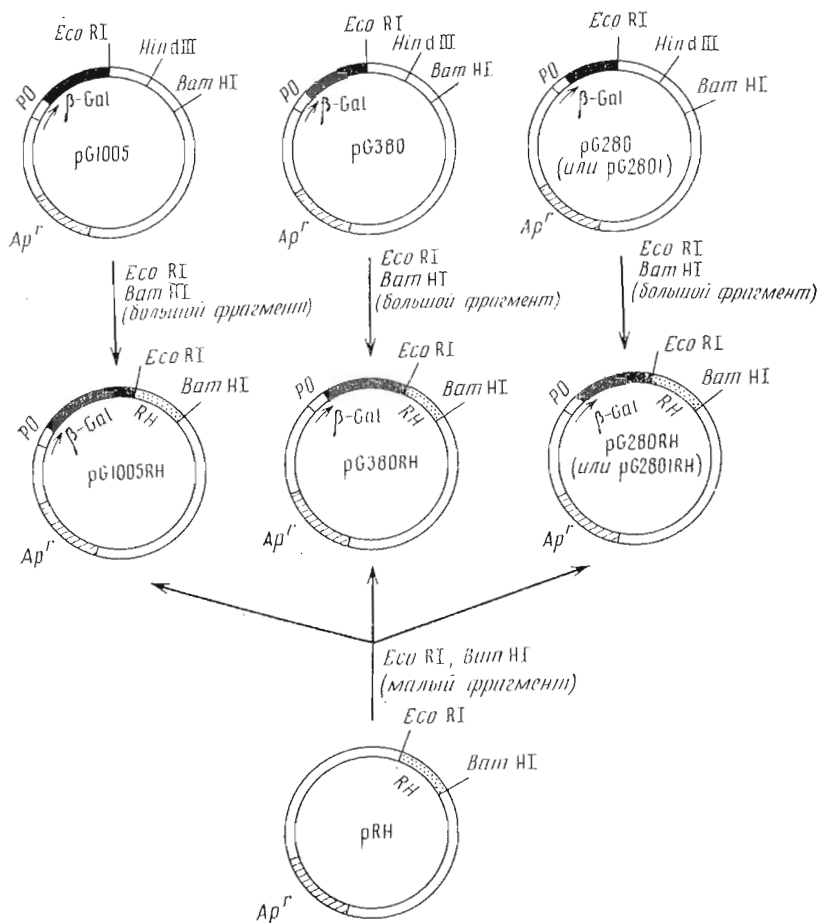 Eco RI
Hind III
Bam HI
PO
β-Gal
pG1005
Apʳ
Eco RI
Hind III
Bam HI
PO
β-Gal
pG380
Apʳ
Eco RI
Hind III
Bam HI
PO
β-Gal
pG280
(или pG2801)
Apʳ
Eco RI
Bam HI
(большой фрагмент)
Eco RI
Bam HI
(большой фрагмент)
Eco RI
Bam HI
(большой фрагмент)
Eco RI
Bam HI
PO
β-Gal
RH
pG1005RH
Apʳ
Eco RI
Bam HI
PO
β-Gal
RH
pG380RH
Apʳ
Eco RI
Bam HI
PO
β-Gal
RH
pG280RH
(или pG2801RH)
Apʳ
Eco RI, Bam HI
(малый фрагмент)
Eco RI
Bam HI
RH
pRH
Apʳ